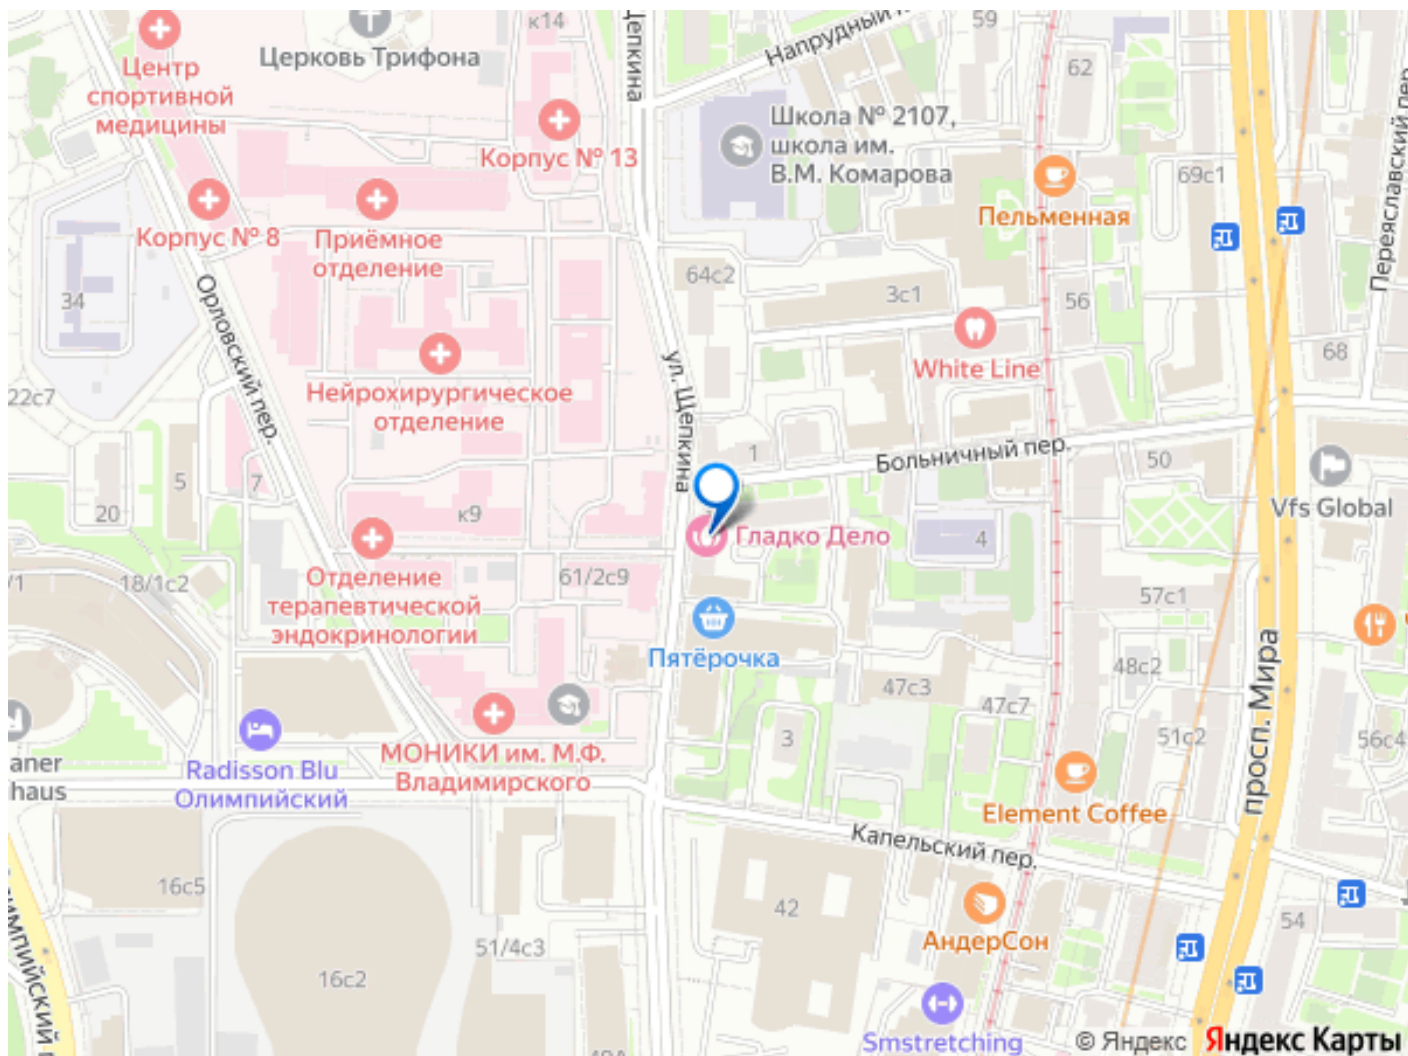 к14
Церковь Трифона
Центр
спортивной
медицины
Щепкина
Напрудный
59
62
Школа № 2107,
школа им.
В.М. Комарова
Корпус № 13
69с1
Переяславский пер.
Пельменная
Корпус № 8
Приёмное
отделение
64с2
3с1
56
34
Орловский пер.
ул. Щепкина
White Line
68
22с7
Нейрохирургическое
отделение
1
Больничный пер.
50
5
7
20
к9
Vfs Global
Гладко Дело
4
18/1с2
/1
Отделение
терапевтической
эндокринологии
61/2с9
57с1
Пятёрочка
48с2
47с3
47с7
просп. Мира
3
51с2
56с4
МОНИКИ им. М.Ф.
Владимирского
Radisson Blu
Олимпийский
aner
haus
Element Coffee
Капельский пер.
16с5
42
АндерСон
54
51/4с3
16с2
Smstretching
© Яндекс Яндекс Карты